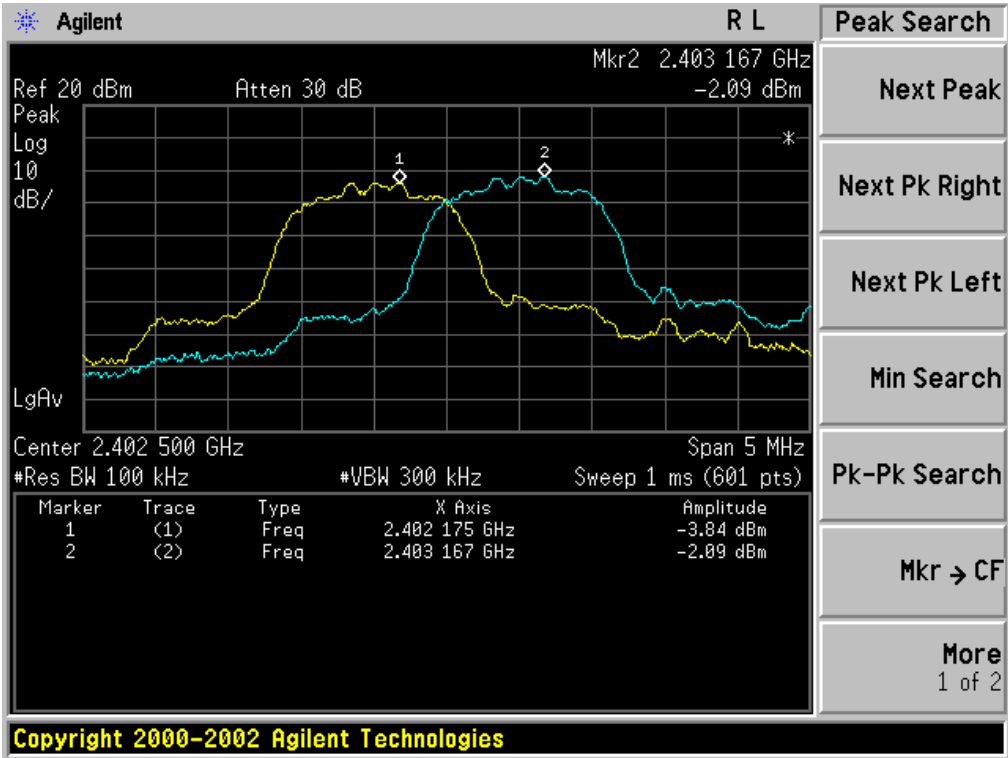 Agilent R L Peak Search
Mkr2 2.403 167 GHz
Ref 20 dBm Atten 30 dB -2.09 dBm
Peak
Log
10
dB/
1
2
*
LgAv
Center 2.402 500 GHz Span 5 MHz
#Res BW 100 kHz #VBW 300 kHz Sweep 1 ms (601 pts)
Marker Trace Type X Axis Amplitude
1 (1) Freq 2.402 175 GHz -3.84 dBm
2 (2) Freq 2.403 167 GHz -2.09 dBm
Next Peak
Next Pk Right
Next Pk Left
Min Search
Pk-Pk Search
Mkr → CF
More
1 of 2
Copyright 2000-2002 Agilent Technologies